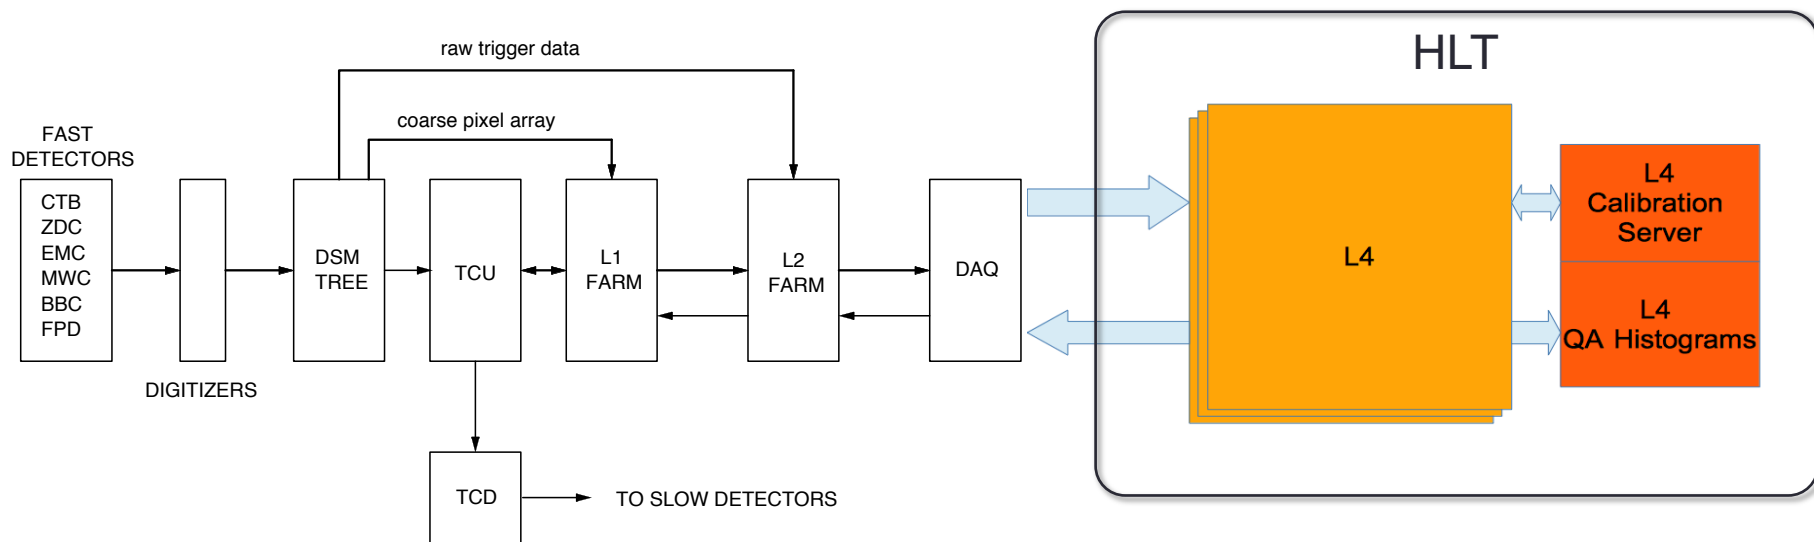 raw trigger data
coarse pixel array
FAST
DETECTORS
CTB
ZDC
EMC
MWC
BBC
FPD
DIGITIZERS
DSM
TREE
TCU
L1
FARM
L2
FARM
DAQ
TCD
TO SLOW DETECTORS
HLT
L4
L4
Calibration
Server
L4
QA Histograms